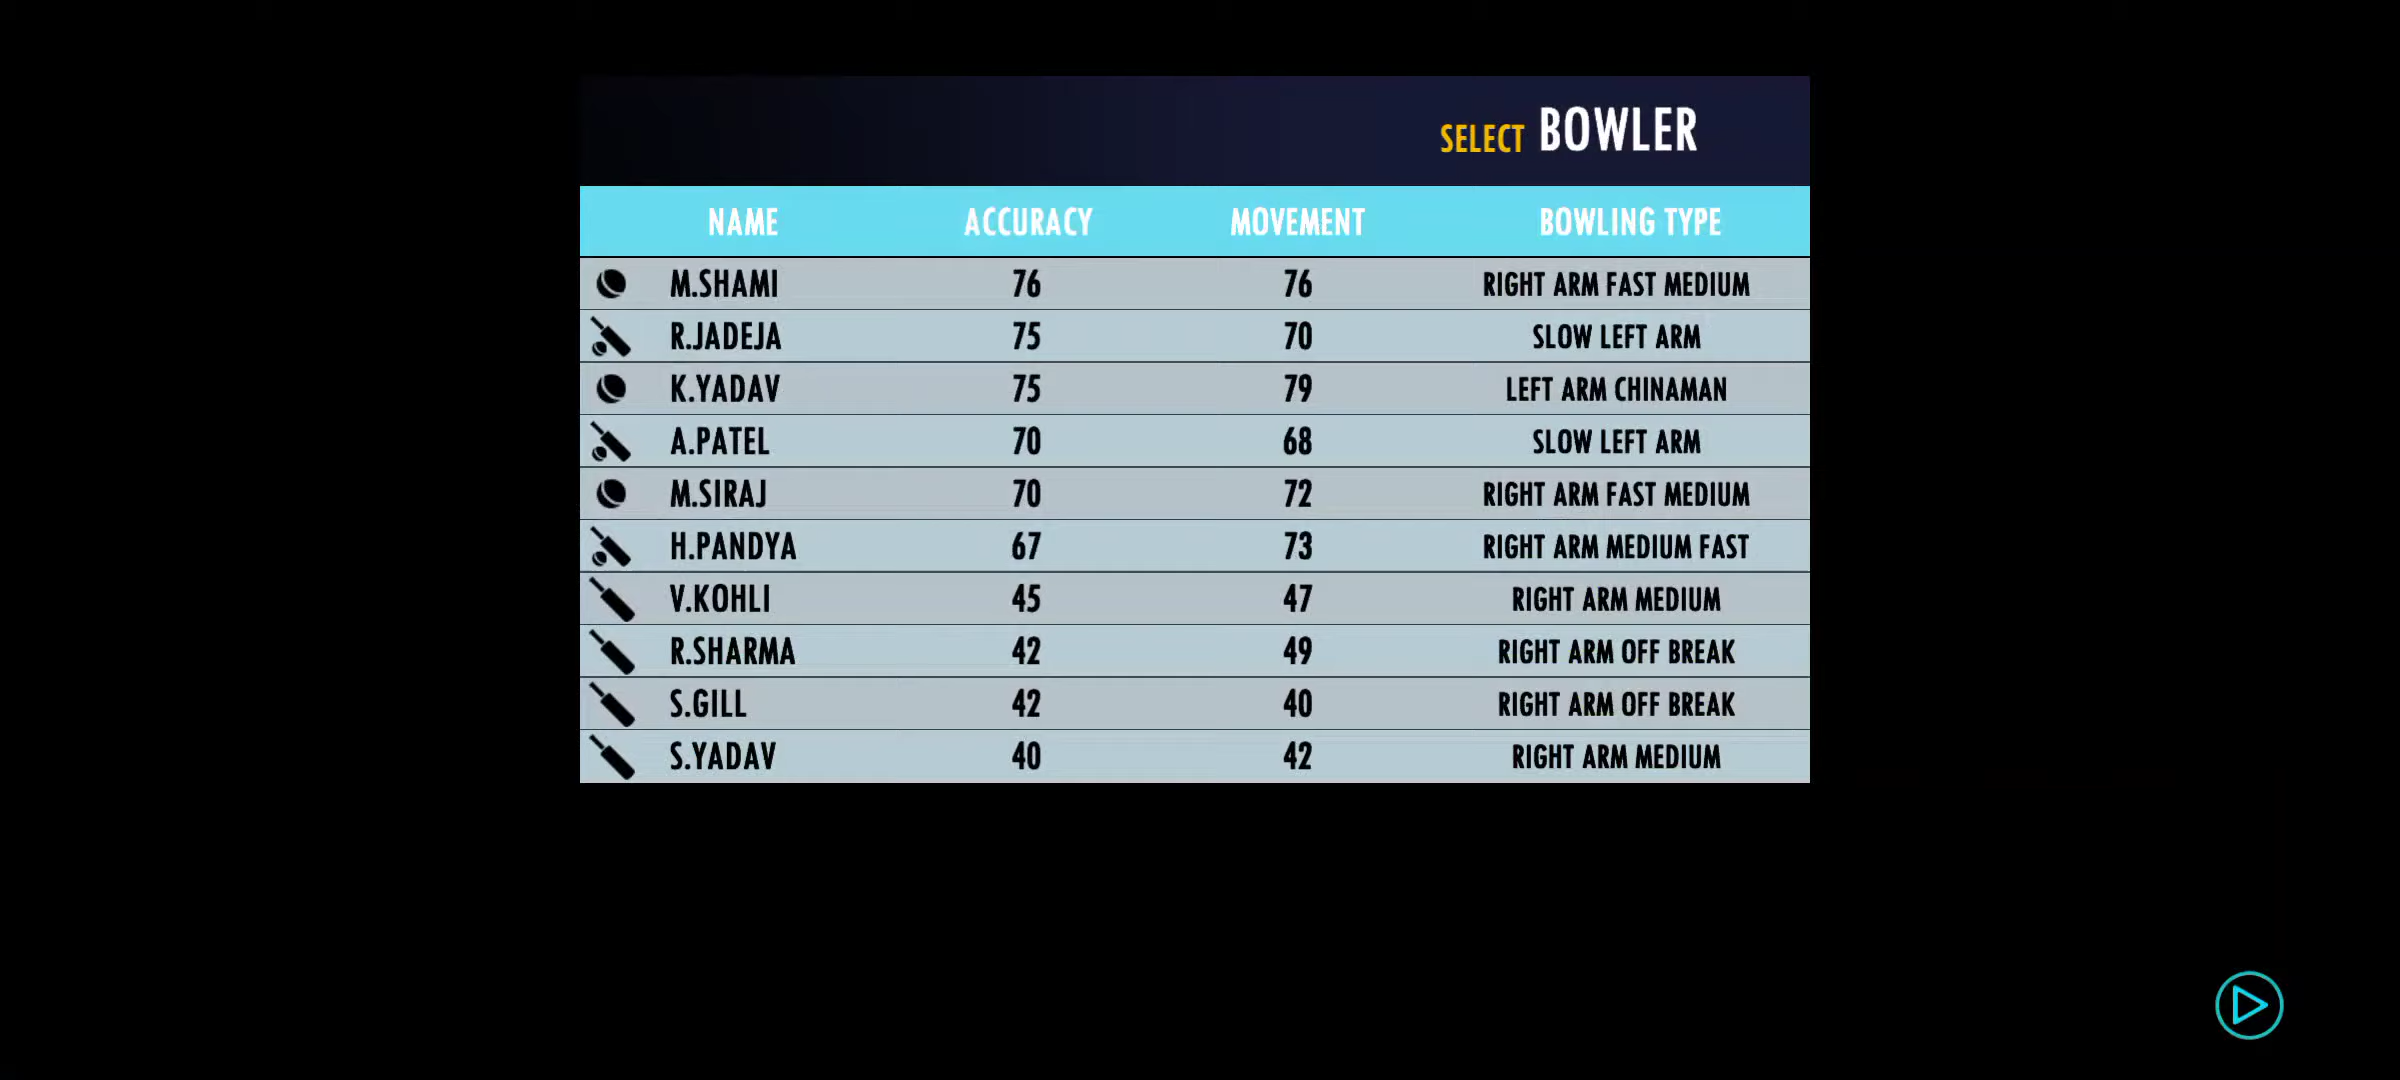 SELECT BOWLER
NAME ACCURACY MOVEMENT BOWLING TYPE
M.SHAMI 76 76 RIGHT ARM FAST MEDIUM
R.JADEJA 75 70 SLOW LEFT ARM
K.YADAV 75 79 LEFT ARM CHINAMAN
A.PATEL 70 68 SLOW LEFT ARM
M.SIRAJ 70 72 RIGHT ARM FAST MEDIUM
H.PANDYA 67 73 RIGHT ARM MEDIUM FAST
V.KOHLI 45 47 RIGHT ARM MEDIUM
R.SHARMA 42 49 RIGHT ARM OFF BREAK
S.GILL 42 40 RIGHT ARM OFF BREAK
S.YADAV 40 42 RIGHT ARM MEDIUM